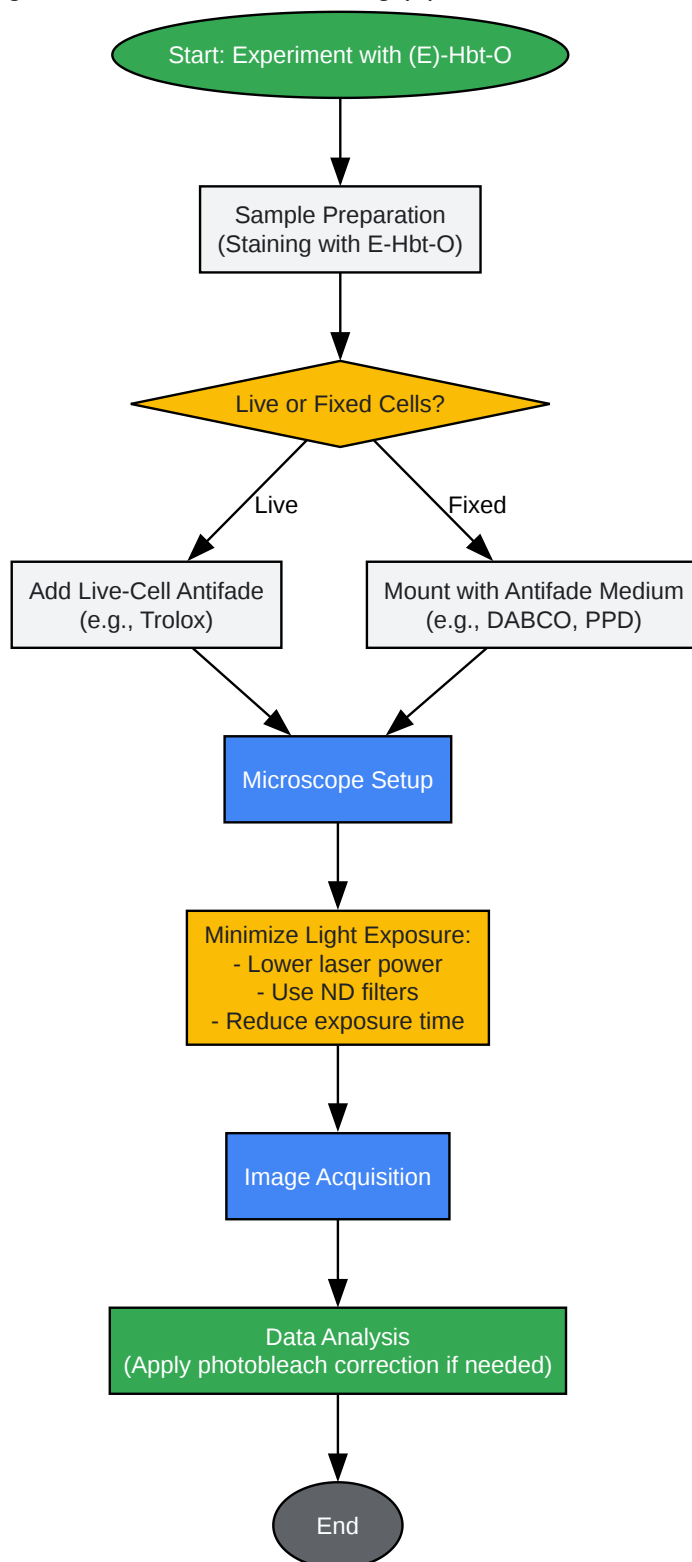 Start: Experiment with (E)-Hbt-O
Sample Preparation
(Staining with E-Hbt-O)
Live or Fixed Cells?
Live
Fixed
Add Live-Cell Antifade
(e.g., Trolox)
Mount with Antifade Medium
(e.g., DABCO, PPD)
Microscope Setup
Minimize Light Exposure:
- Lower laser power
- Use ND filters
- Reduce exposure time
Image Acquisition
Data Analysis
(Apply photobleach correction if needed)
End